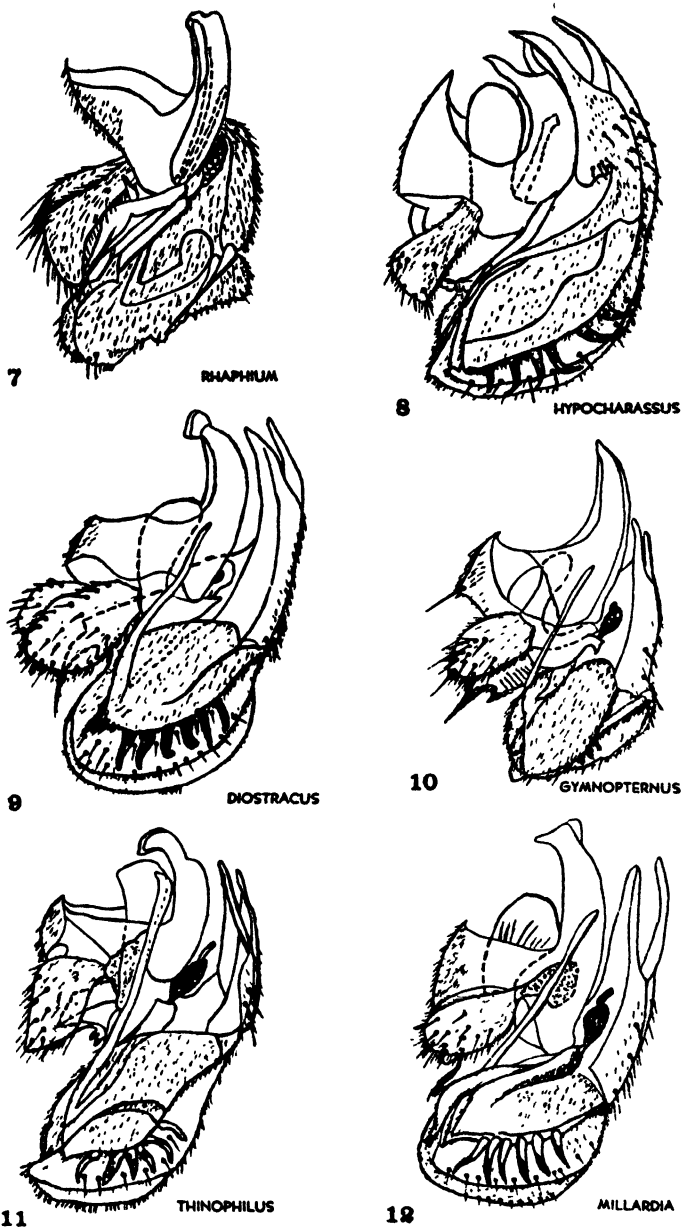 7 RHAPHIUM
8 HYPOCHARASSUS
9 DIOSTRACUS
10 GYMNOPTERNUS
11 THINOPHILUS
12 MILLARDIA